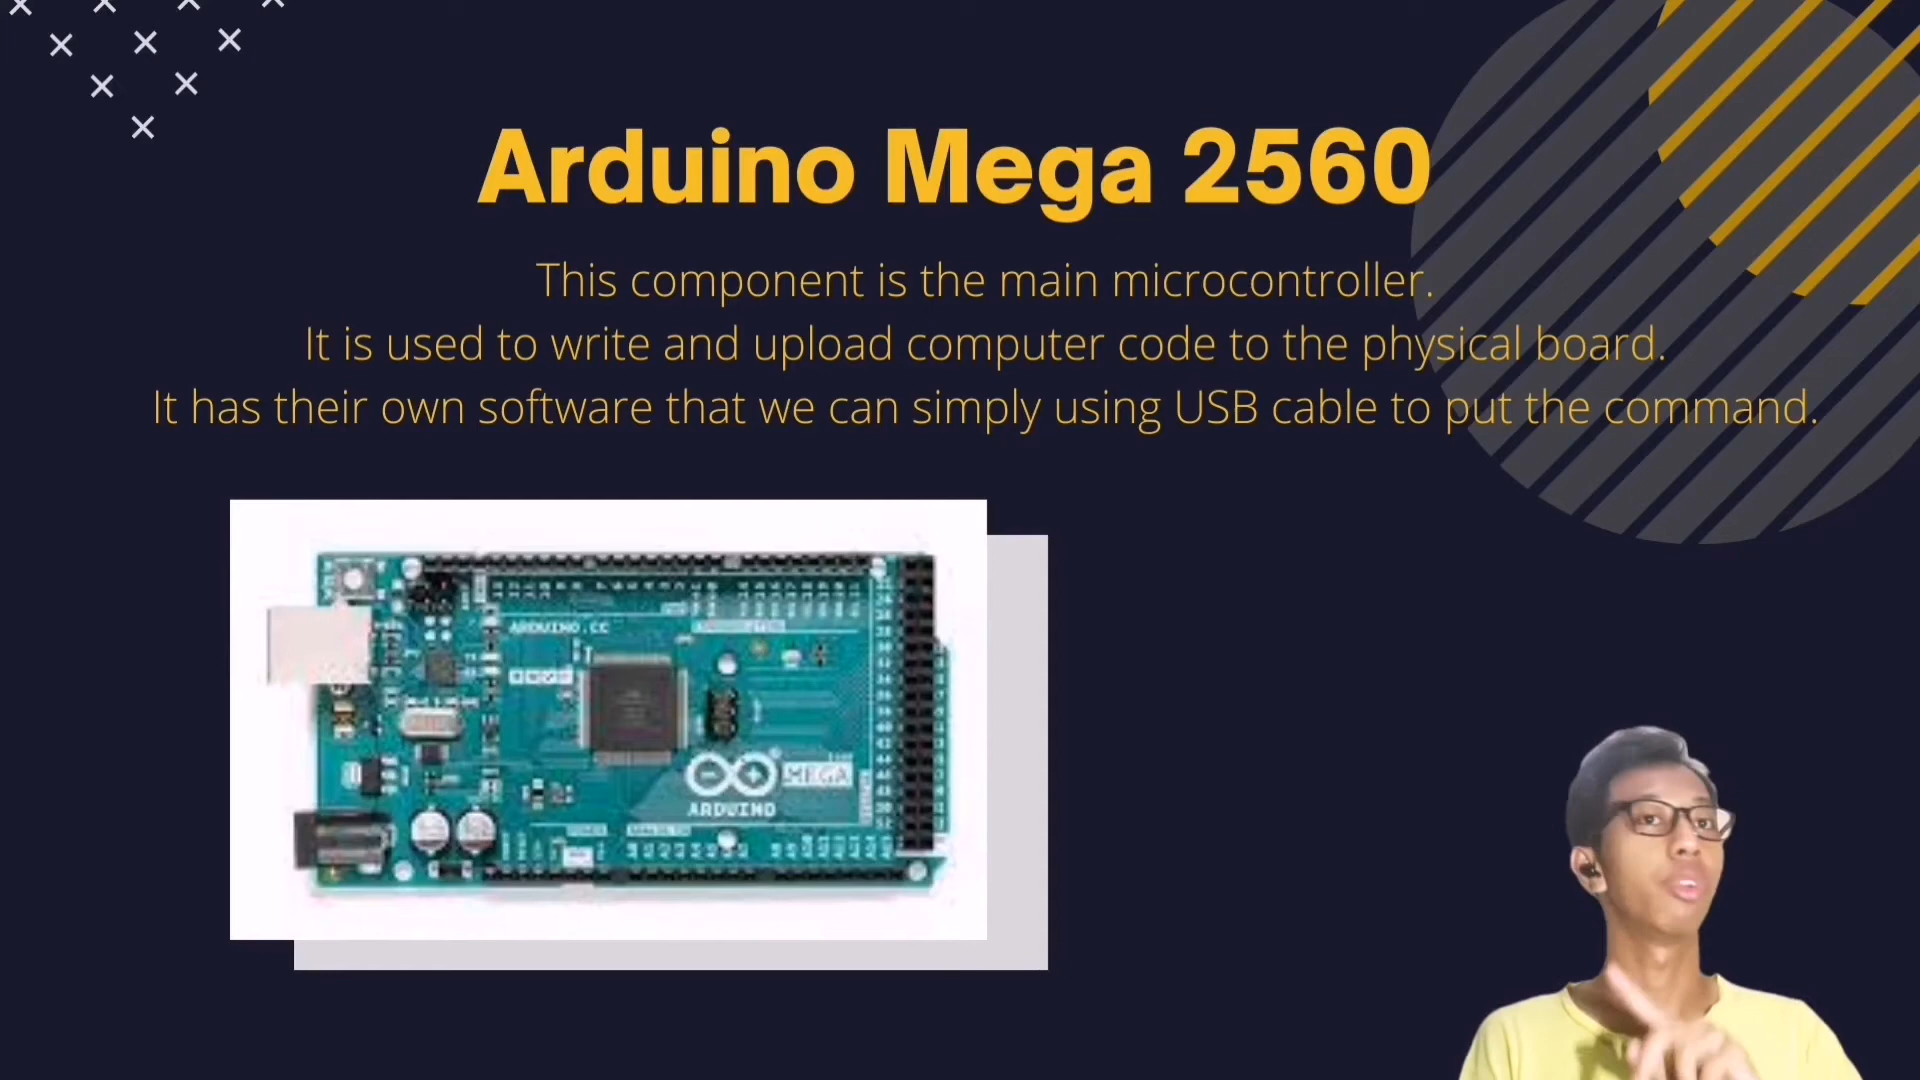 Arduino Mega 2560
This component is the main microcontroller.
It is used to write and upload computer code to the physical board.
It has their own software that we can simply using USB cable to put the command.
ARDUINO.CC
MEGA
ARDUINO